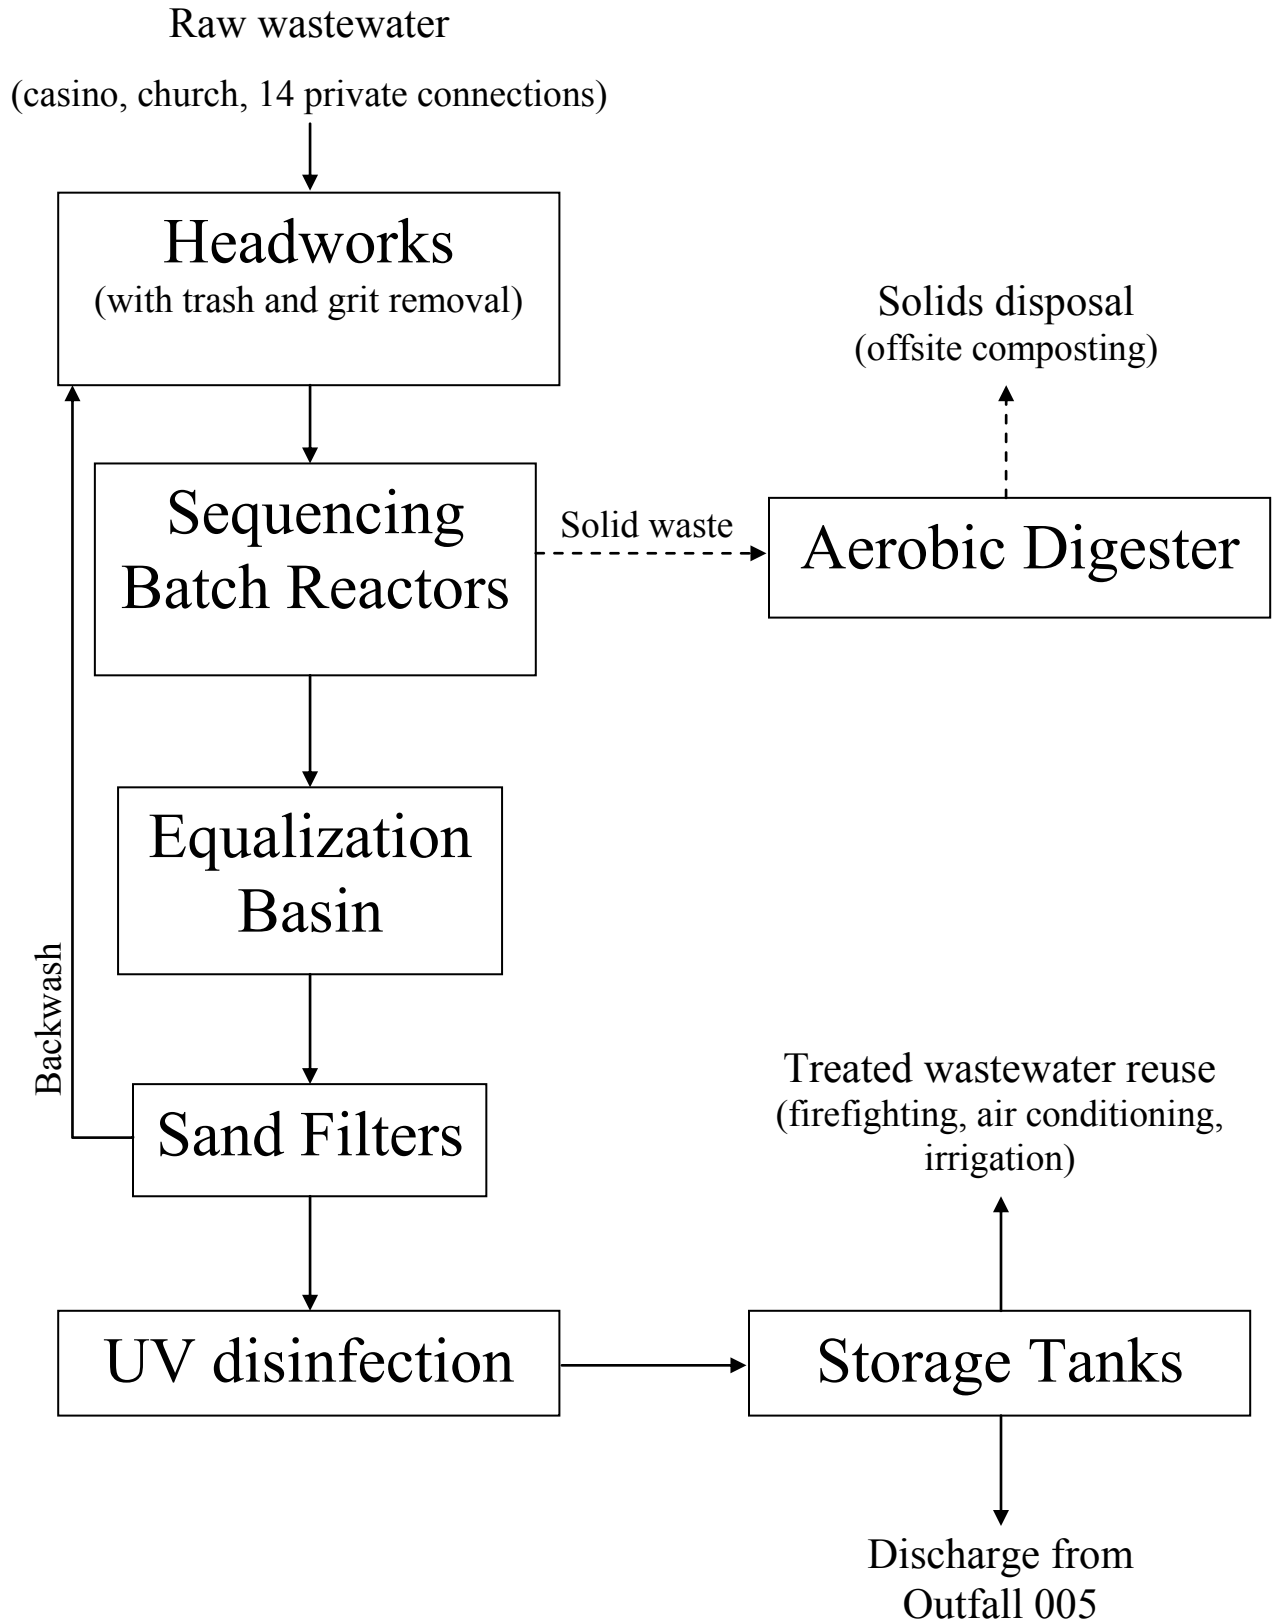 Raw wastewater
(casino, church, 14 private connections)
Headworks
(with trash and grit removal)
Solids disposal
(offsite composting)
Sequencing
Batch Reactors
Solid waste
Aerobic Digester
Equalization
Basin
Backwash
Sand Filters
Treated wastewater reuse
(firefighting, air conditioning,
irrigation)
UV disinfection
Storage Tanks
Discharge from
Outfall 005